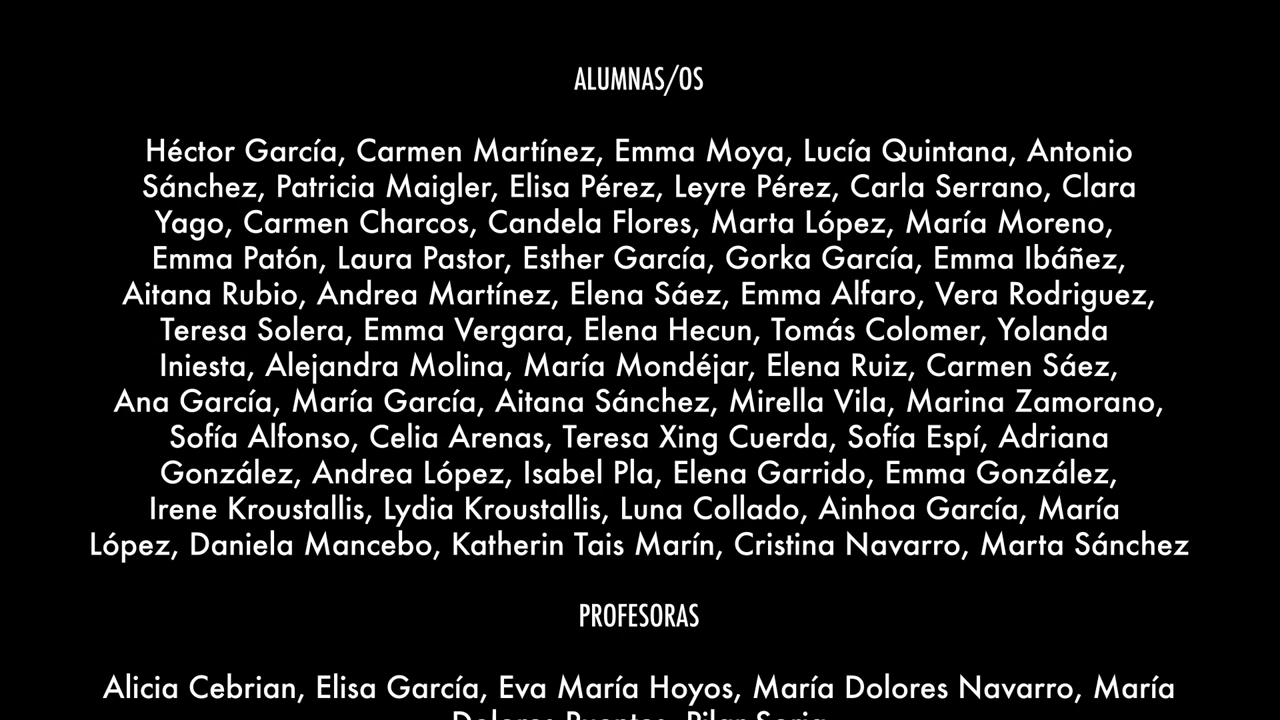 ALUMNAS/OS
Héctor García, Carmen Martínez, Emma Moya, Lucía Quintana, Antonio
Sánchez, Patricia Maigler, Elisa Pérez, Leyre Pérez, Carla Serrano, Clara
Yago, Carmen Charcos, Candela Flores, Marta López, María Moreno,
Emma Patón, Laura Pastor, Esther García, Gorka García, Emma Ibáñez,
Aitana Rubio, Andrea Martínez, Elena Sáez, Emma Alfaro, Vera Rodriguez,
Teresa Solera, Emma Vergara, Elena Hecun, Tomás Colomer, Yolanda
Iniesta, Alejandra Molina, María Mondéjar, Elena Ruiz, Carmen Sáez,
Ana García, María García, Aitana Sánchez, Mirella Vila, Marina Zamorano,
Sofía Alfonso, Celia Arenas, Teresa Xing Cuerda, Sofía Espí, Adriana
González, Andrea López, Isabel Pla, Elena Garrido, Emma González,
Irene Kroustallis, Lydia Kroustallis, Luna Collado, Ainhoa García, María
López, Daniela Mancebo, Katherin Tais Marín, Cristina Navarro, Marta Sánchez
PROFESORAS
Alicia Cebrian, Elisa García, Eva María Hoyos, María Dolores Navarro, María